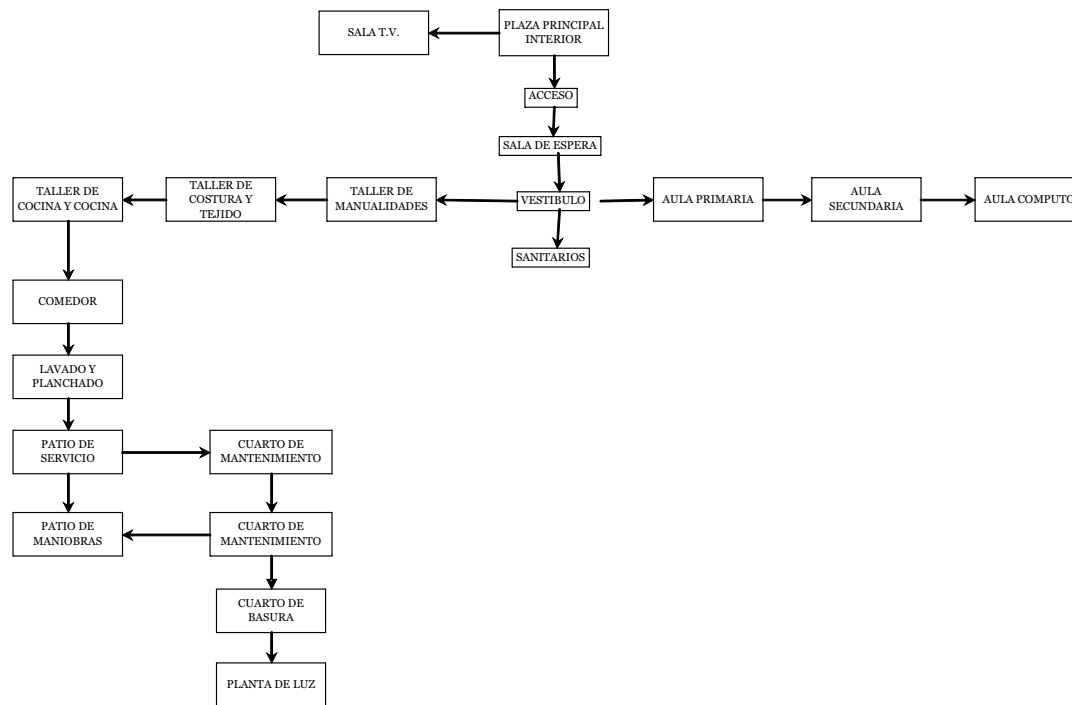 SALA T.V.
PLAZA PRINCIPAL
INTERIOR
ACCESO
SALA DE ESPERA
TALLER DE
COCINA Y COCINA
TALLER DE
COSTURA Y
TEJIDO
TALLER DE
MANUALIDADES
VESTIBULO
AULA PRIMARIA
AULA
SECUNDARIA
AULA COMPUTO
SANITARIOS
COMEDOR
LAVADO Y
PLANCHADO
PATIO DE
SERVICIO
CUARTO DE
MANTENIMIENTO
PATIO DE
MANIOBRAS
CUARTO DE
MANTENIMIENTO
CUARTO DE
BASURA
PLANTA DE LUZ